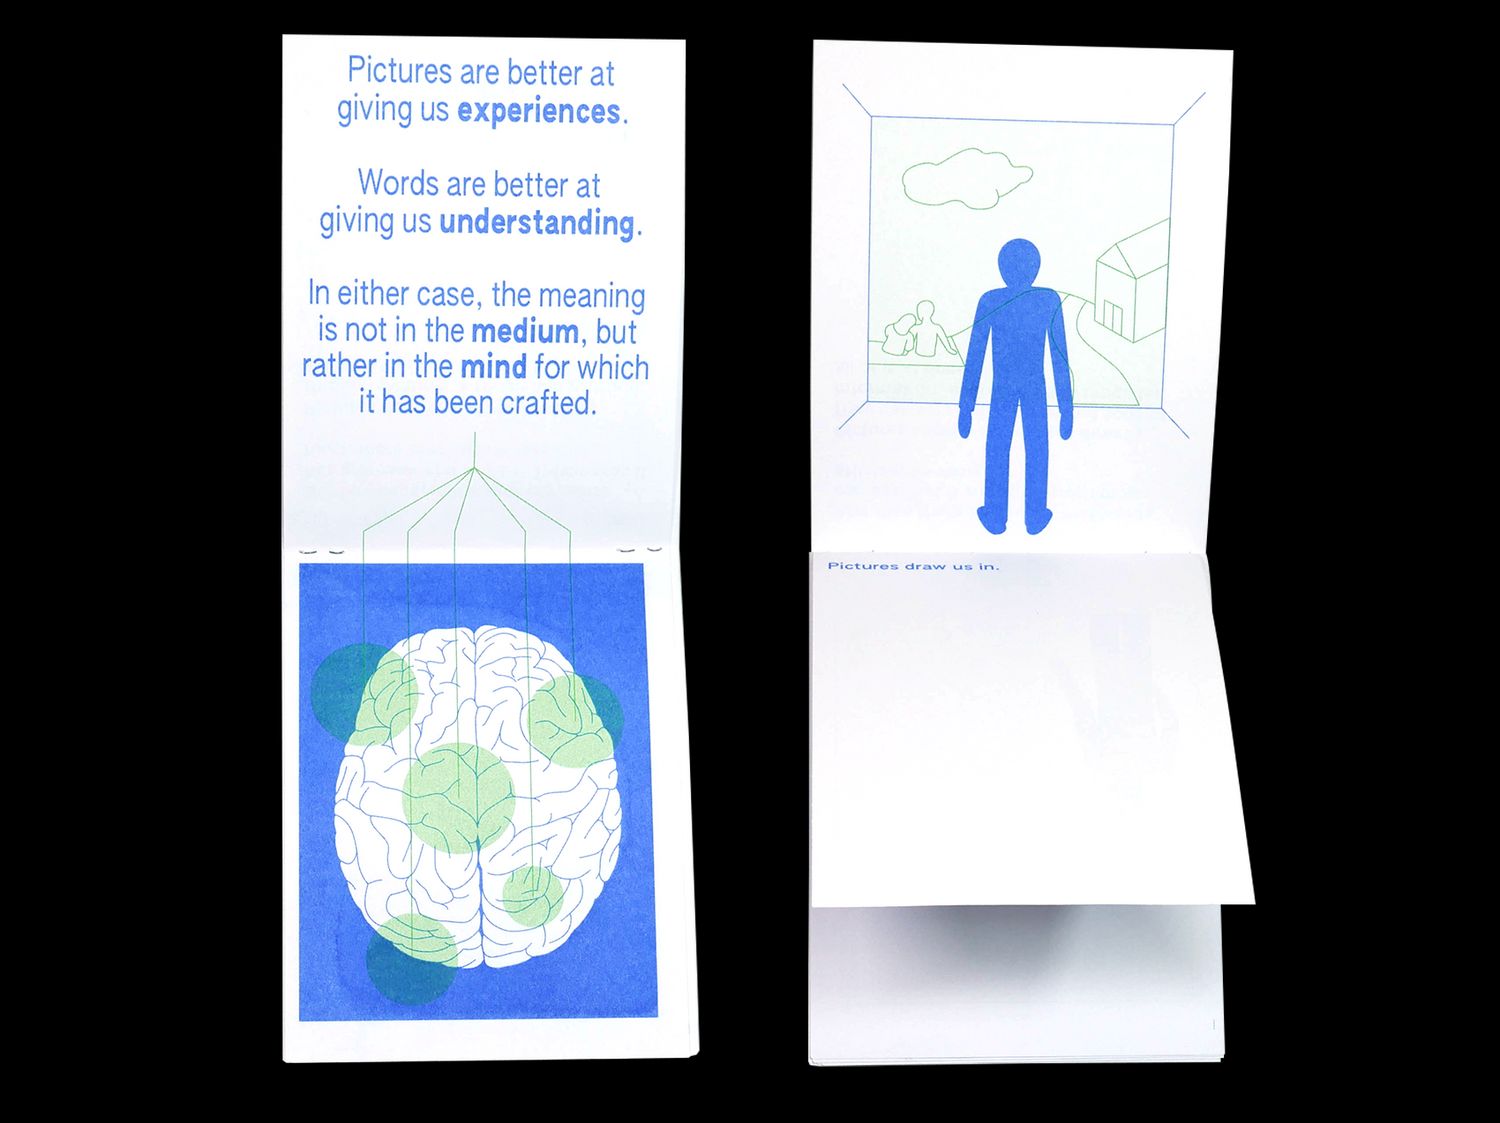 Pictures are better at
giving us experiences.
Words are better at
giving us understanding.
In either case, the meaning
is not in the medium, but
rather in the mind for which
it has been crafted.
Pictures draw us in.